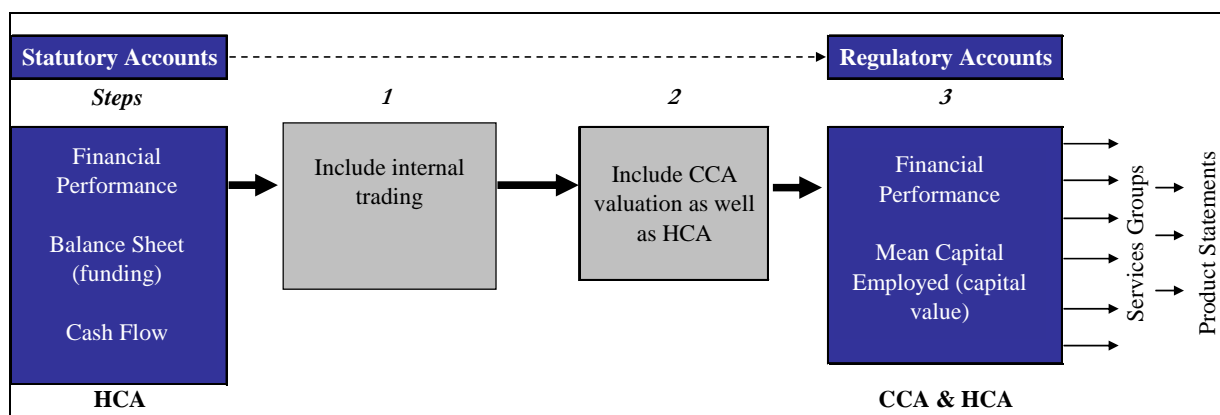 Statutory Accounts
Regulatory Accounts
Steps
1
2
3
Financial
Performance
Balance Sheet
(funding)
Cash Flow
Include internal
trading
Include CCA
valuation as well
as HCA
Financial
Performance
Mean Capital
Employed (capital
value)
Services Groups
Product Statements
HCA
CCA & HCA